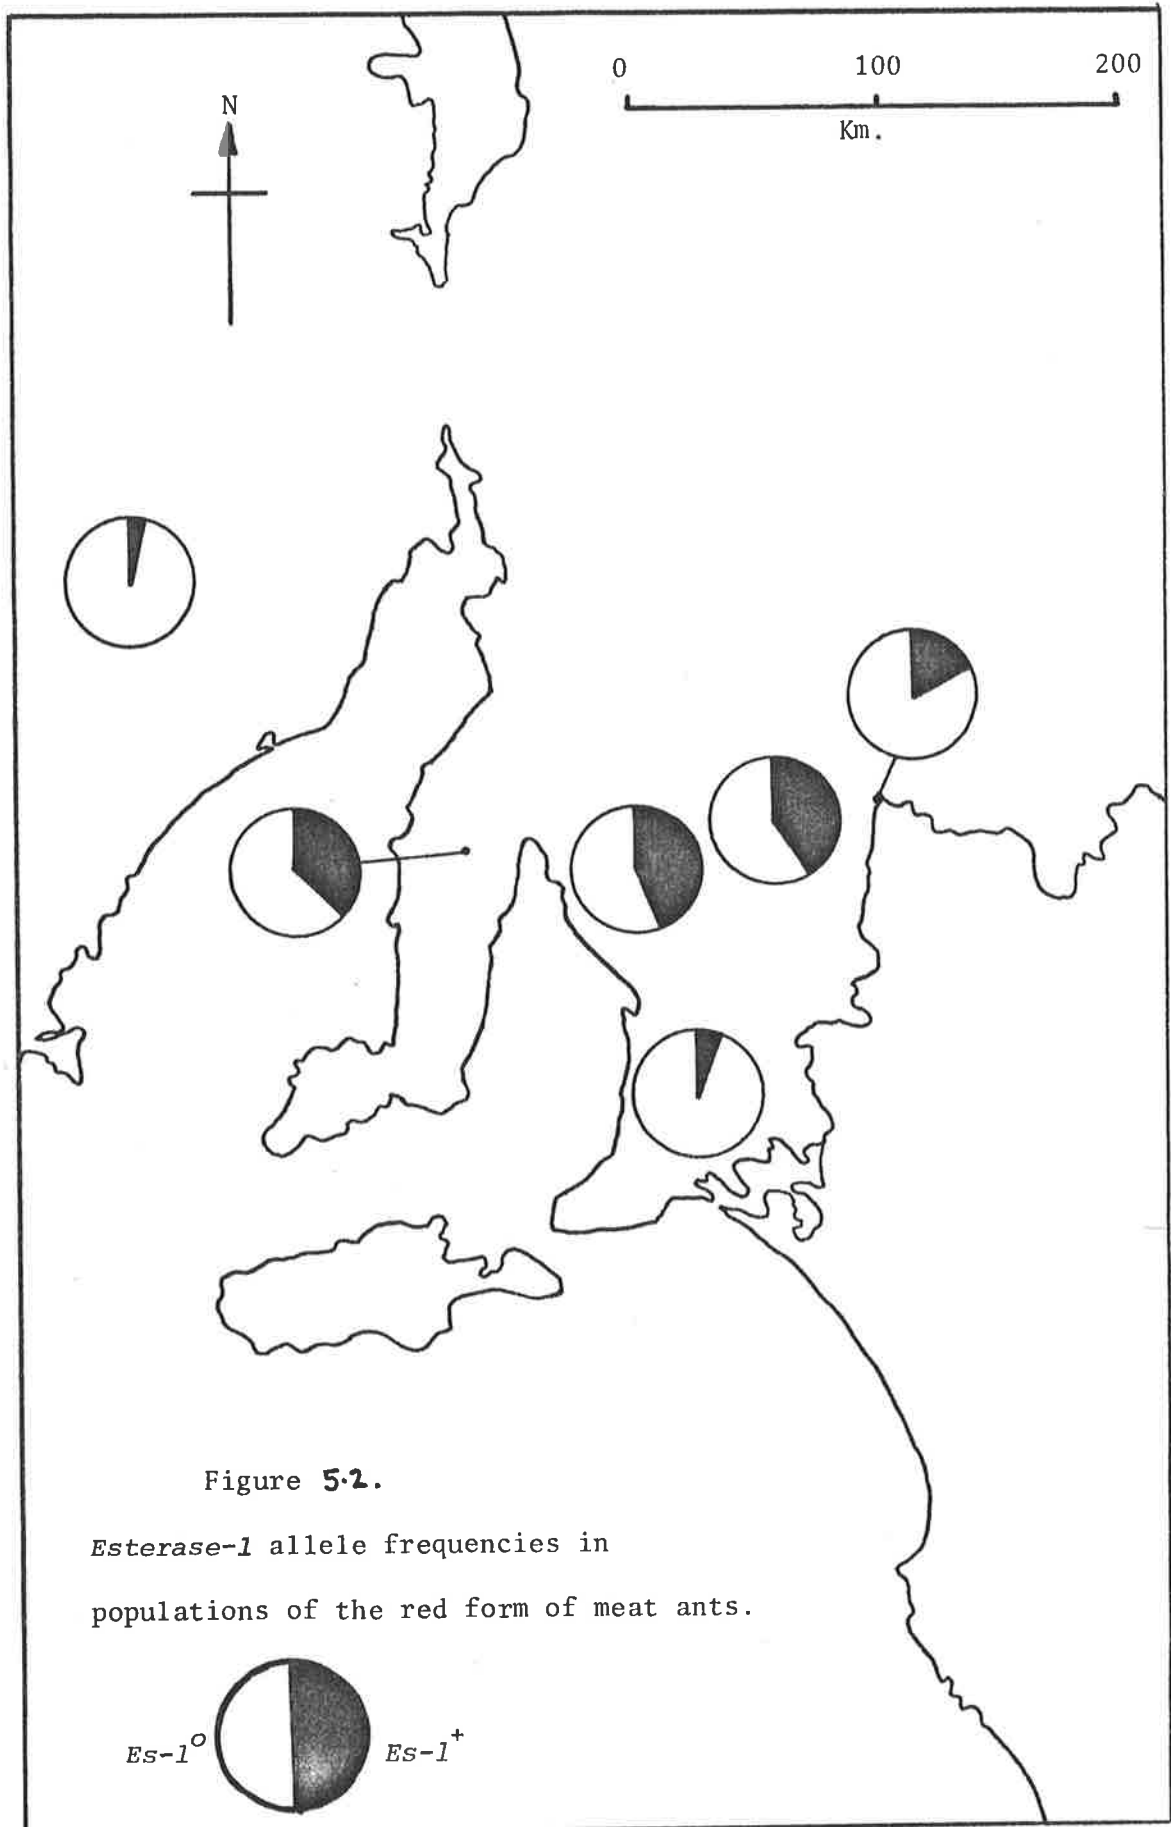 0 100 200
Km.
N
Figure 5.2.
Esterase-1 allele frequencies in
populations of the red form of meat ants.
Es-1° Es-1⁺